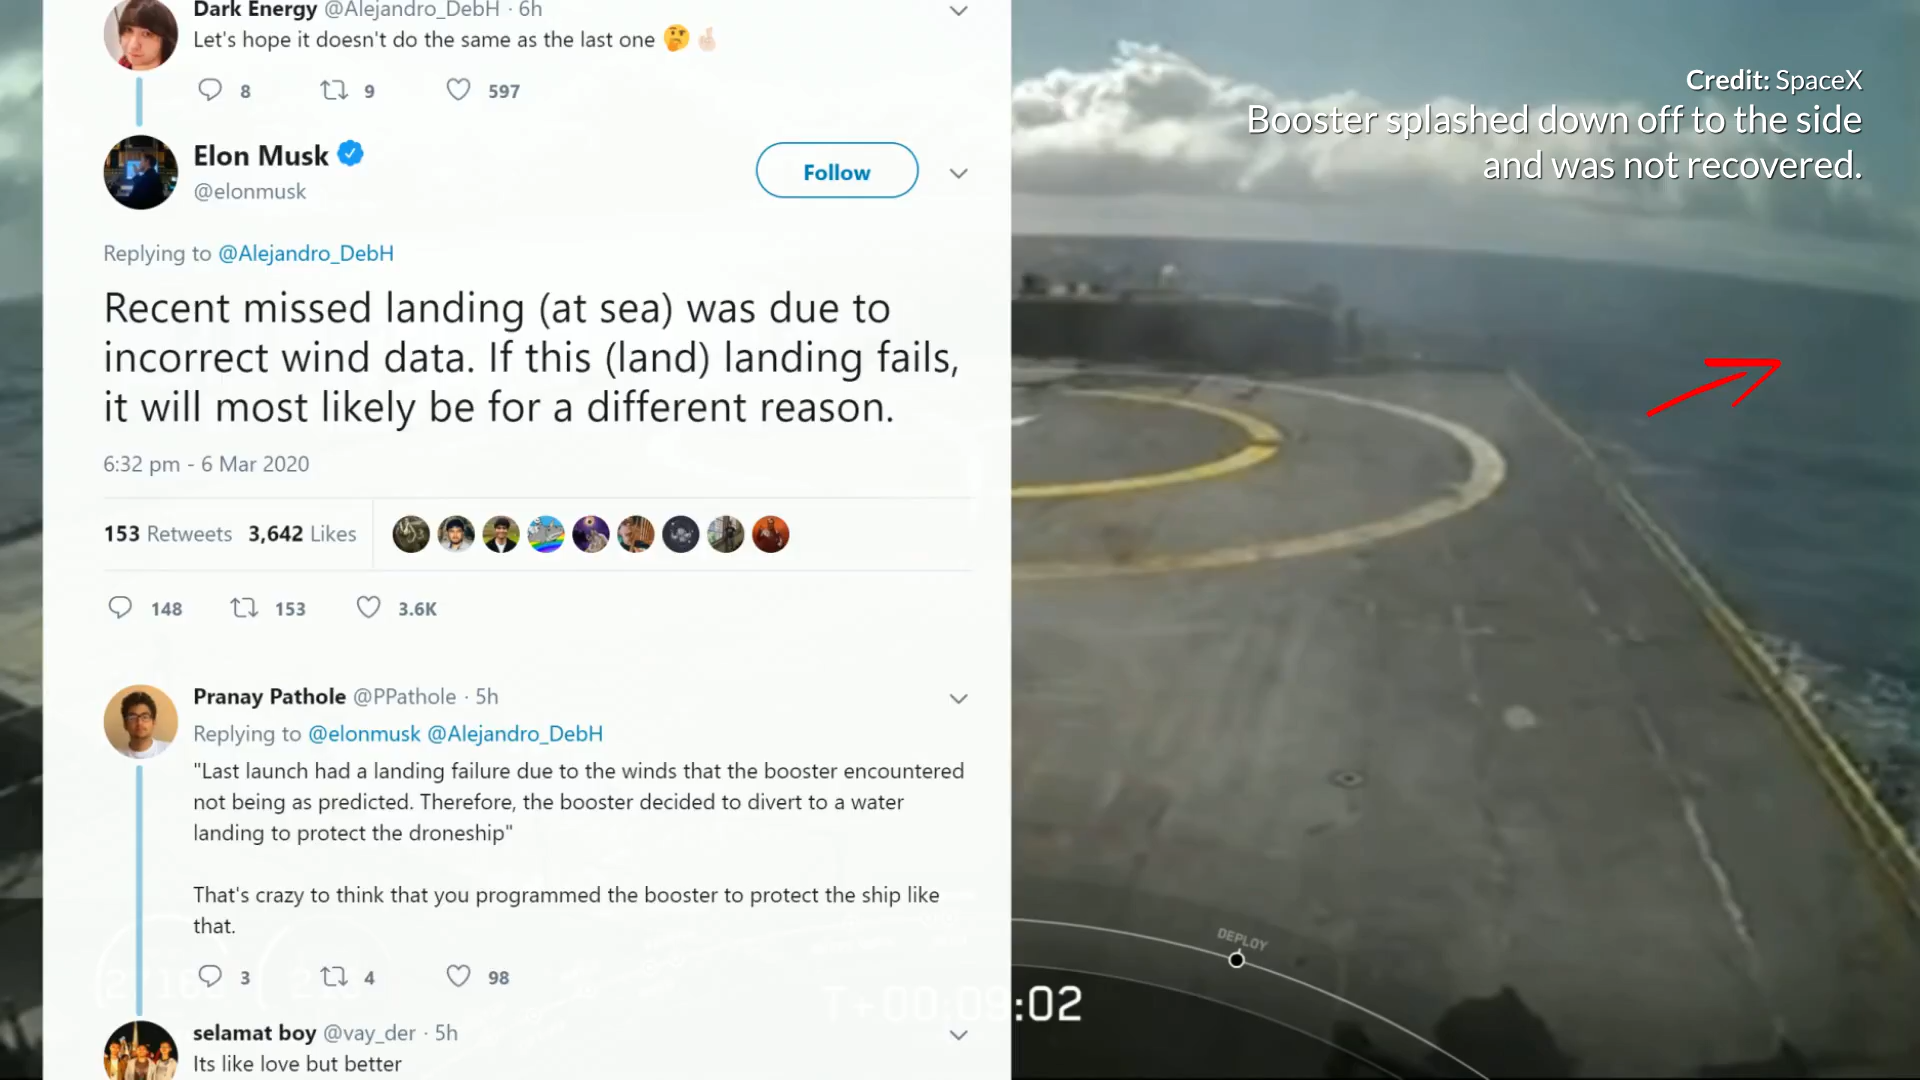 Dark Energy @Alejandro_DebH · 6h
Let's hope it doesn't do the same as the last one 🤔🤞🏻
8 9 597
Elon Musk
@elonmusk
Follow
Replying to @Alejandro_DebH
Recent missed landing (at sea) was due to
incorrect wind data. If this (land) landing fails,
it will most likely be for a different reason.
6:32 pm - 6 Mar 2020
153 Retweets 3,642 Likes
148 153 3.6K
Pranay Pathole @PPathole · 5h
Replying to @elonmusk @Alejandro_DebH
"Last launch had a landing failure due to the winds that the booster encountered
not being as predicted. Therefore, the booster decided to divert to a water
landing to protect the droneship"
That's crazy to think that you programmed the booster to protect the ship like
that.
3 4 98
selamat boy @vay_der · 5h
Its like love but better
Credit: SpaceX
Booster splashed down off to the side
and was not recovered.
DEPLOY
T+00:09:02